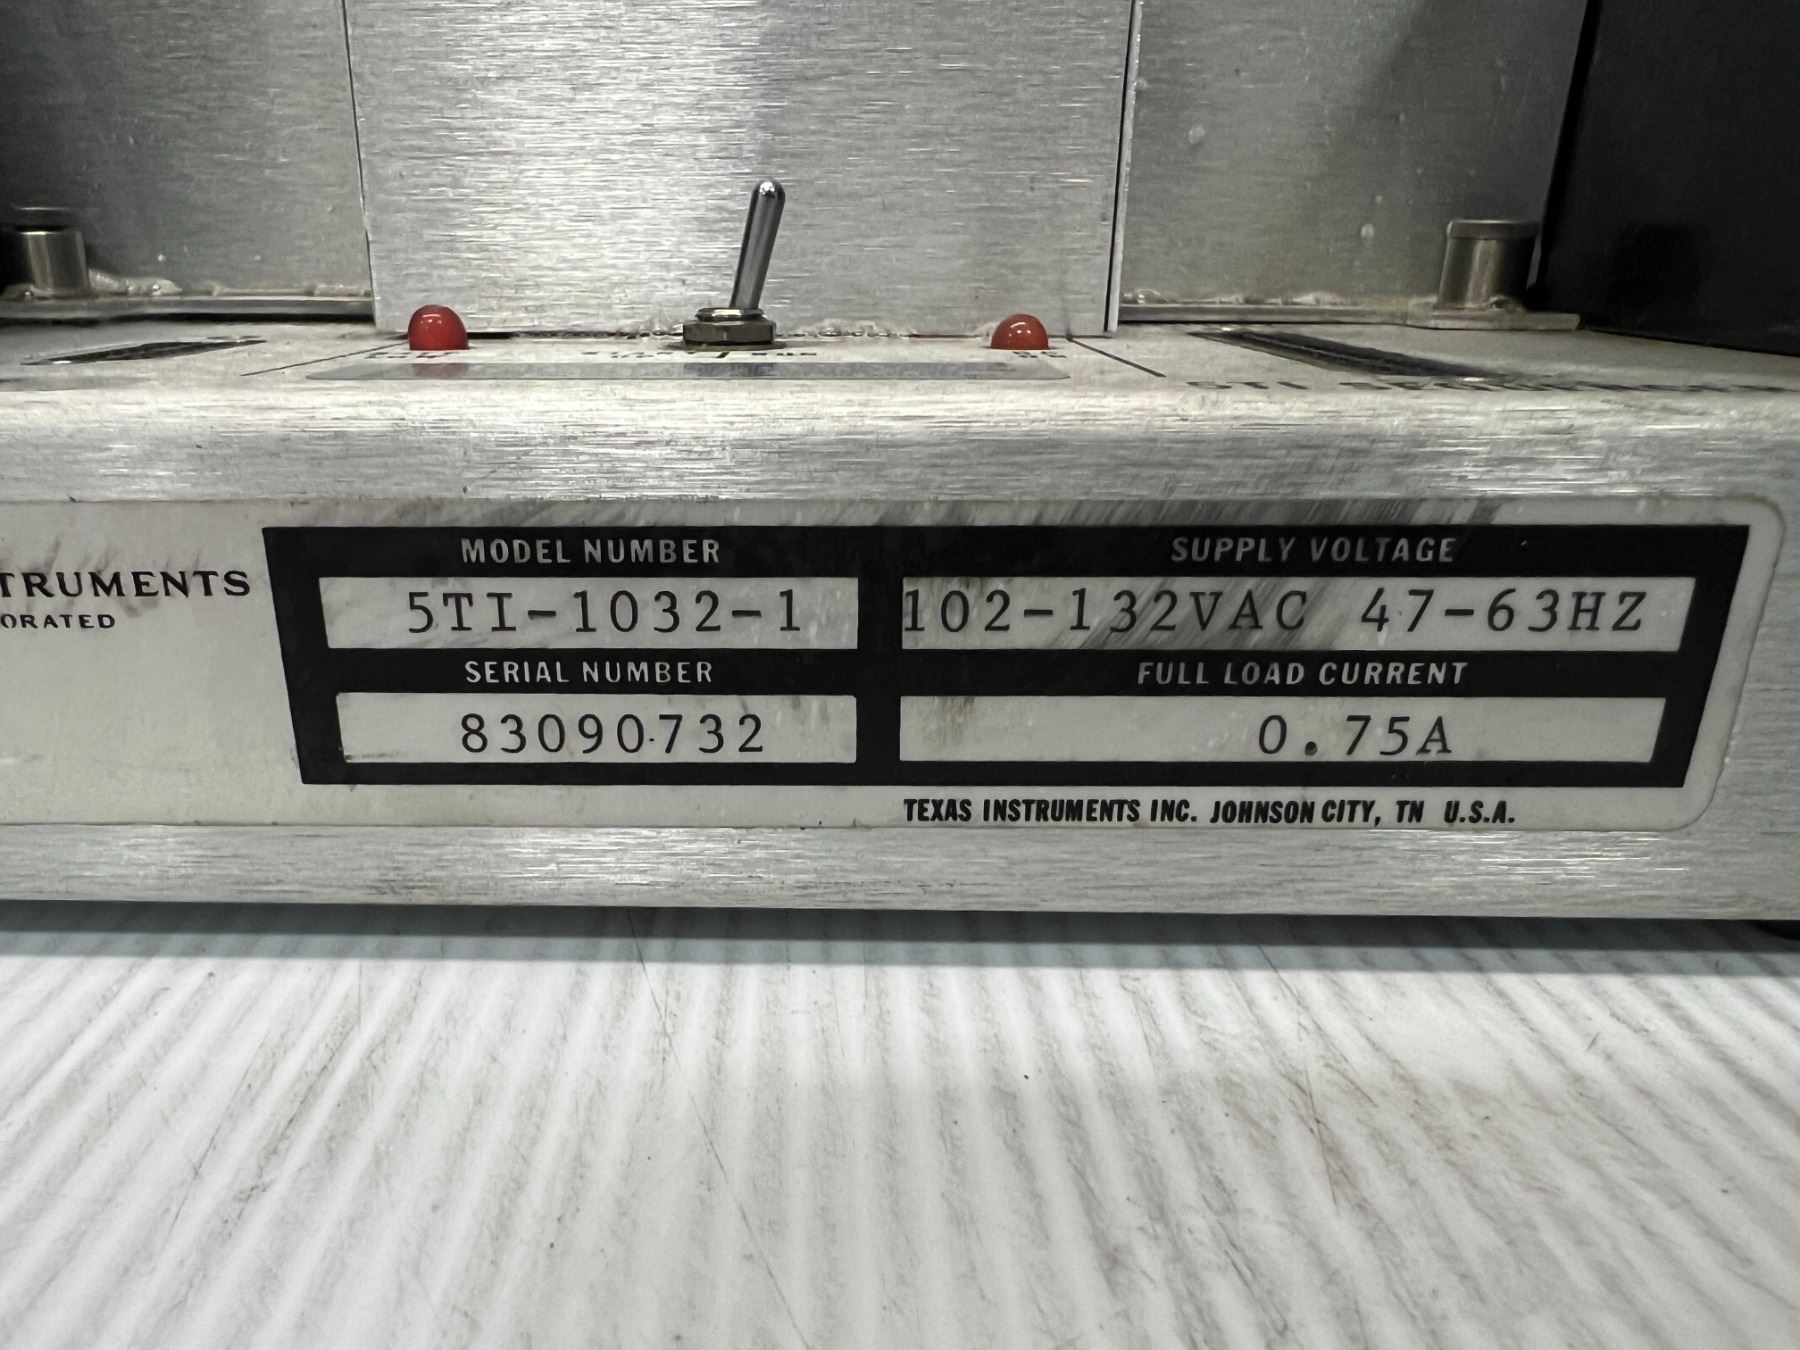 5TI
TRUMENTS
ORATED
MODEL NUMBER
5TI-1032-1
SERIAL NUMBER
83090732
SUPPLY VOLTAGE
102-132VAC 47-63HZ
FULL LOAD CURRENT
0.75A
TEXAS INSTRUMENTS INC. JOHNSON CITY, TN U.S.A.